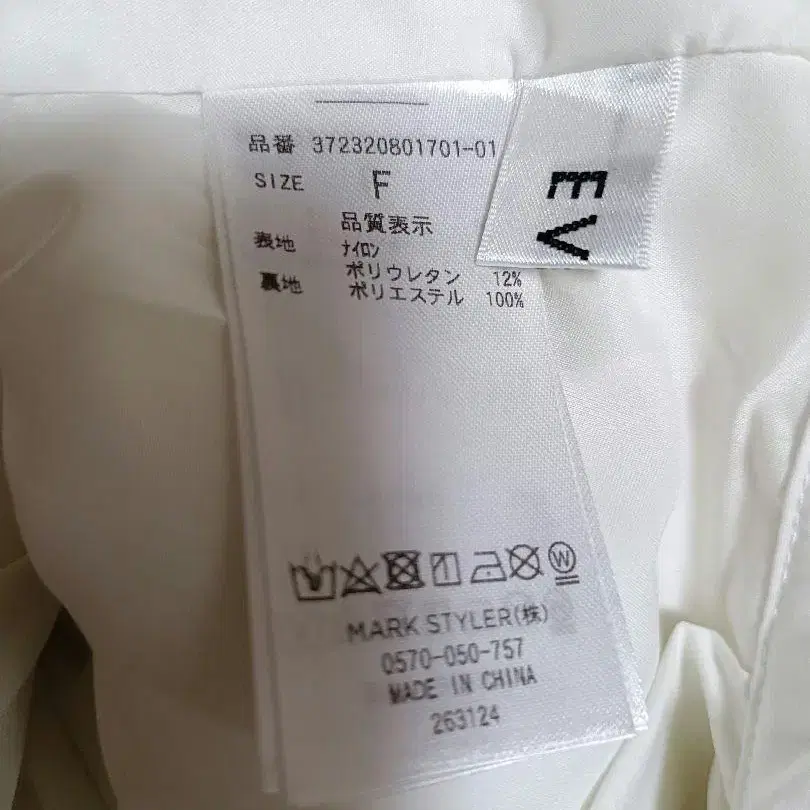 品番 372320801701-01
SIZE F
品質表示
表地 ナイロン
ポリウレタン 12%
裏地 ポリエステル 100%
EV
W
MARK STYLER(株)
0570-050-757
MADE IN CHINA
263124